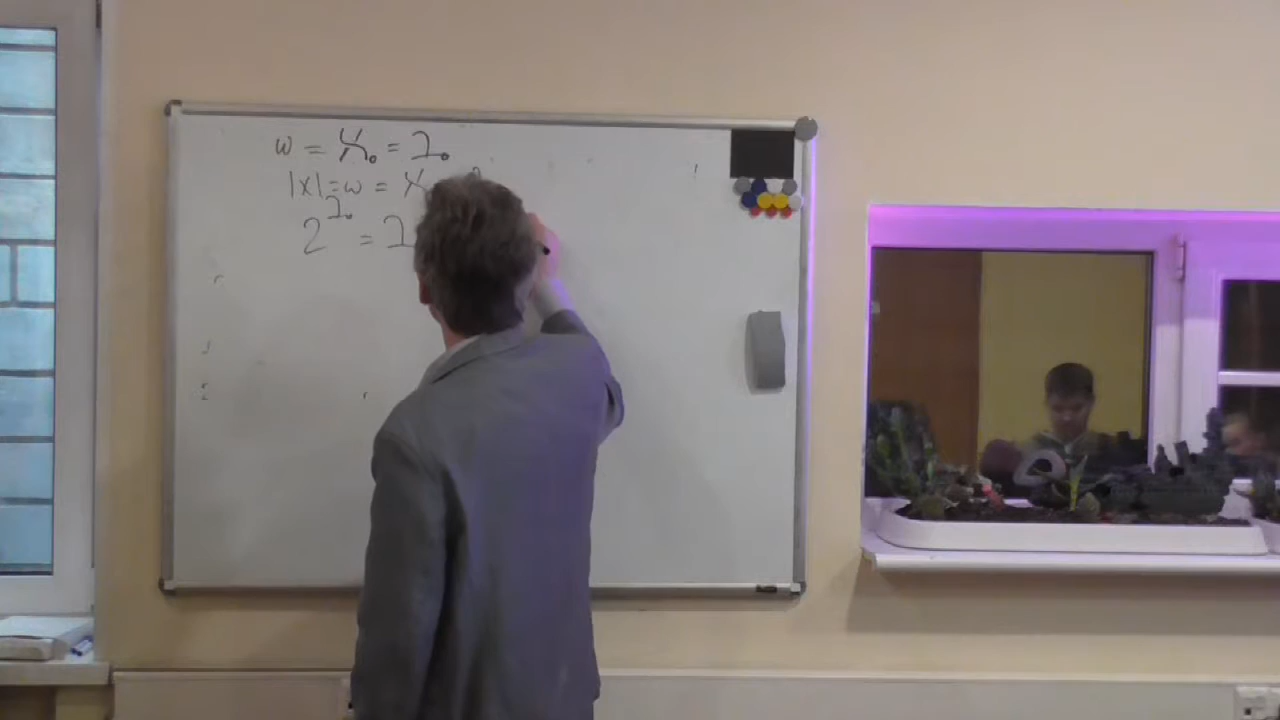 ω = ℵ₀ = ℶ₀
|x| = ω = ℵ
2^ℶ₀ = ℶ